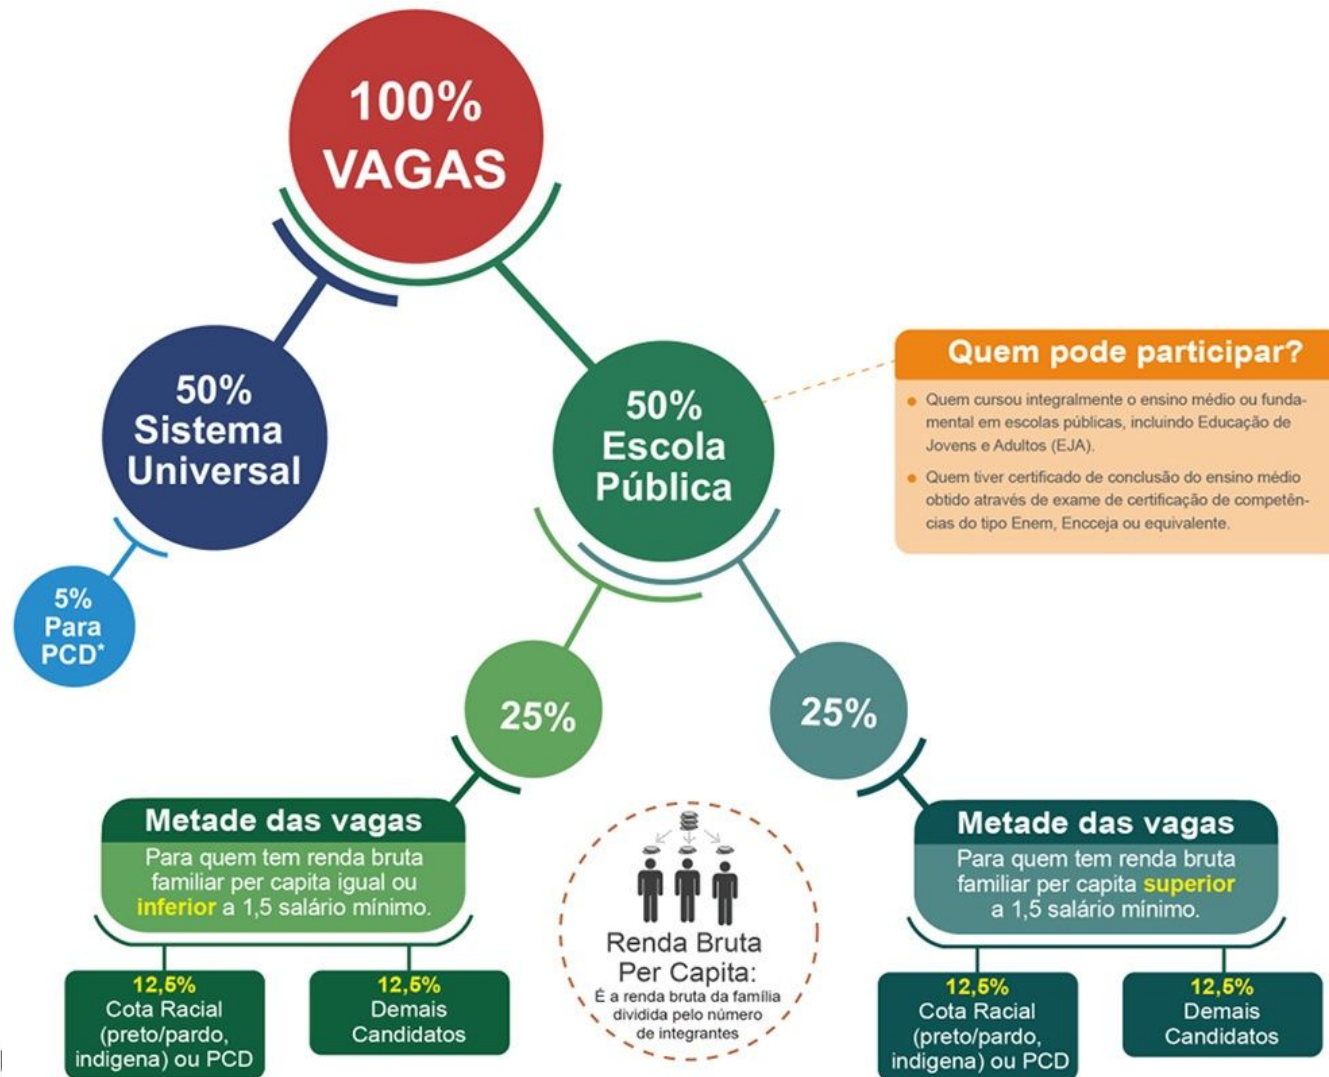 100%
VAGAS
50%
Sistema
Universal
50%
Escola
Pública
Quem pode participar?
Quem cursou integralmente o ensino médio ou funda-
mental em escolas públicas, incluindo Educação de
Jovens e Adultos (EJA).
Quem tiver certificado de conclusão do ensino médio
obtido através de exame de certificação de competên-
cias do tipo Enem, Encceja ou equivalente.
5%
Para
PCD*
25%
25%
Metade das vagas
Para quem tem renda bruta
familiar per capita igual ou
inferior a 1,5 salário mínimo.
12,5%
Cota Racial
(preto/pardo,
indigena) ou PCD
12,5%
Demais
Candidatos
Renda Bruta
Per Capita:
É a renda bruta da família
dividida pelo número
de integrantes
Metade das vagas
Para quem tem renda bruta
familiar per capita superior
a 1,5 salário mínimo.
12,5%
Cota Racial
(preto/pardo,
indigena) ou PCD
12,5%
Demais
Candidatos